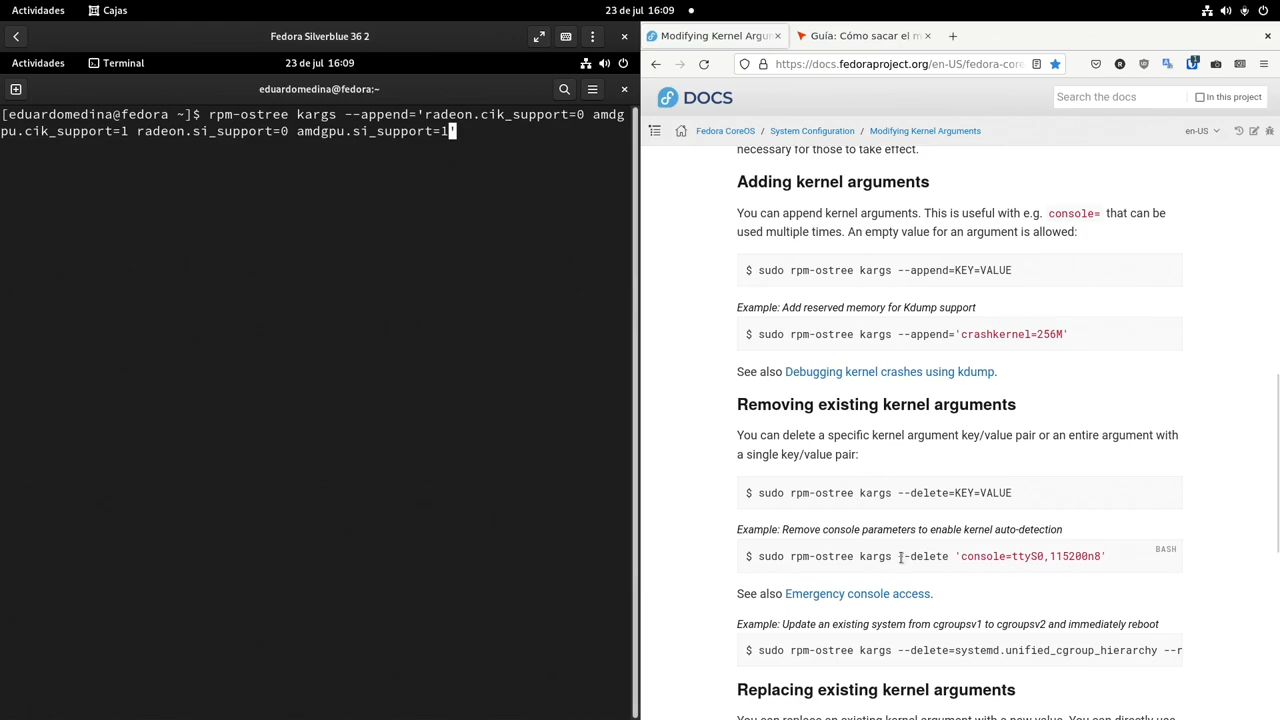 Actividades
Cajas
23 de jul 16:09
Fedora Silverblue 36 2
Actividades
Terminal
23 de jul 16:09
eduardomedina@fedora:~
[eduardomedina@fedora ~]$ rpm-ostree kargs --append='radeon.cik_support=0 amdg
pu.cik_support=1 radeon.si_support=0 amdgpu.si_support=1'
Modifying Kernel Argum
Guía: Cómo sacar el m
https://docs.fedoraproject.org/en-US/fedora-core
DOCS
Search the docs
In this project
Fedora CoreOS
System Configuration
Modifying Kernel Arguments
en-US
necessary for those to take effect.
Adding kernel arguments
You can append kernel arguments. This is useful with e.g. console= that can be
used multiple times. An empty value for an argument is allowed:
$ sudo rpm-ostree kargs --append=KEY=VALUE
Example: Add reserved memory for Kdump support
$ sudo rpm-ostree kargs --append='crashkernel=256M'
See also Debugging kernel crashes using kdump.
Removing existing kernel arguments
You can delete a specific kernel argument key/value pair or an entire argument with
a single key/value pair:
$ sudo rpm-ostree kargs --delete=KEY=VALUE
Example: Remove console parameters to enable kernel auto-detection
BASH
$ sudo rpm-ostree kargs --delete 'console=ttyS0,115200n8'
See also Emergency console access.
Example: Update an existing system from cgroupsv1 to cgroupsv2 and immediately reboot
$ sudo rpm-ostree kargs --delete=systemd.unified_cgroup_hierarchy --r
Replacing existing kernel arguments